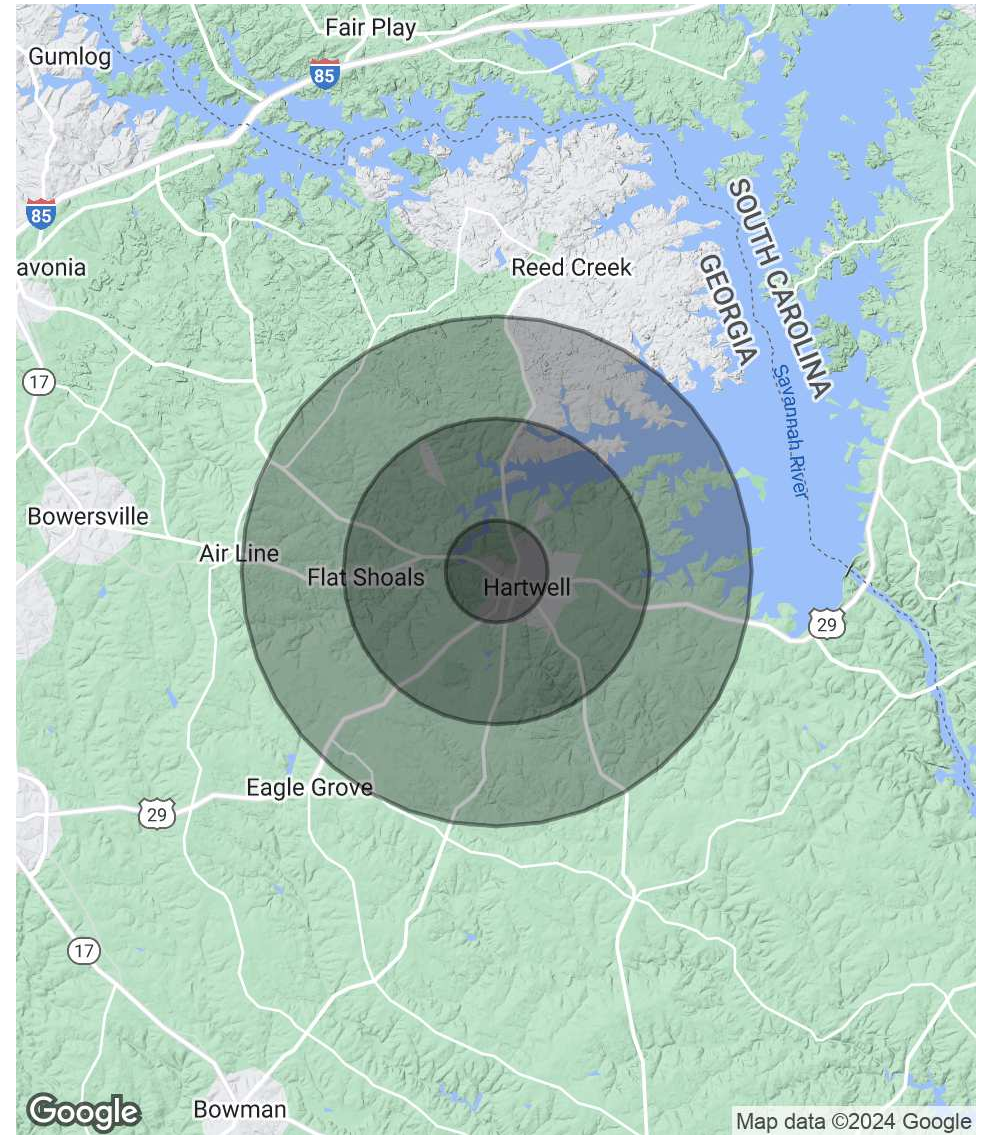 Fair Play
Gumlog
85
85
SOUTH CAROLINA
GEORGIA
avonia
Reed Creek
17
Savannah River
Bowersville
Air Line
Flat Shoals
Hartwell
29
Eagle Grove
29
17
Bowman
Google
Map data ©2024 Google